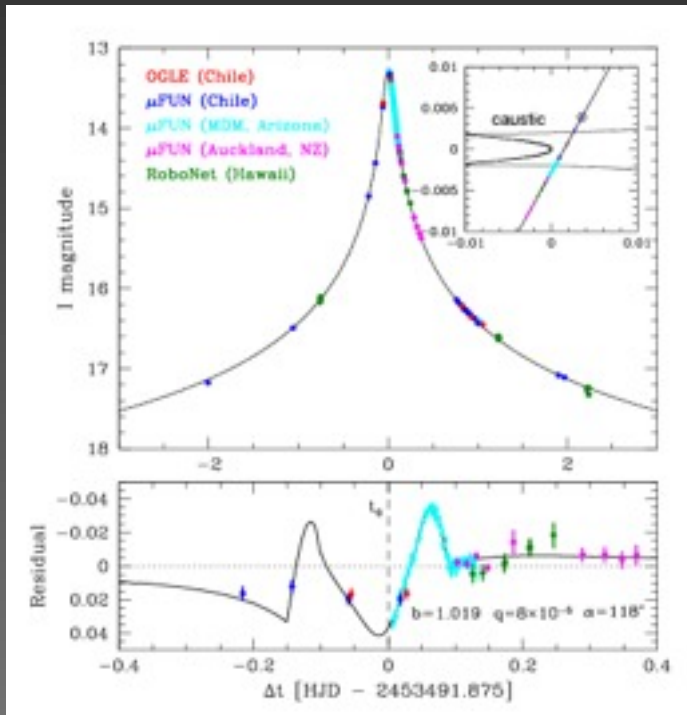 13
14
15
16
17
18
I magnitude
OGLE (Chile)
μFUN (Chile)
μFUN (MDM, Arizona)
μFUN (Auckland, NZ)
RoboNet (Hawaii)
caustic
0.01
0.005
0
-0.005
-0.01
-0.01
0
0.01
-2
0
2
-0.04
-0.02
0
0.02
0.04
Residual
b=1.019 q=8×10⁻⁶ α=118°
-0.4
-0.2
0
0.2
0.4
Δt [HJD - 2453491.875]